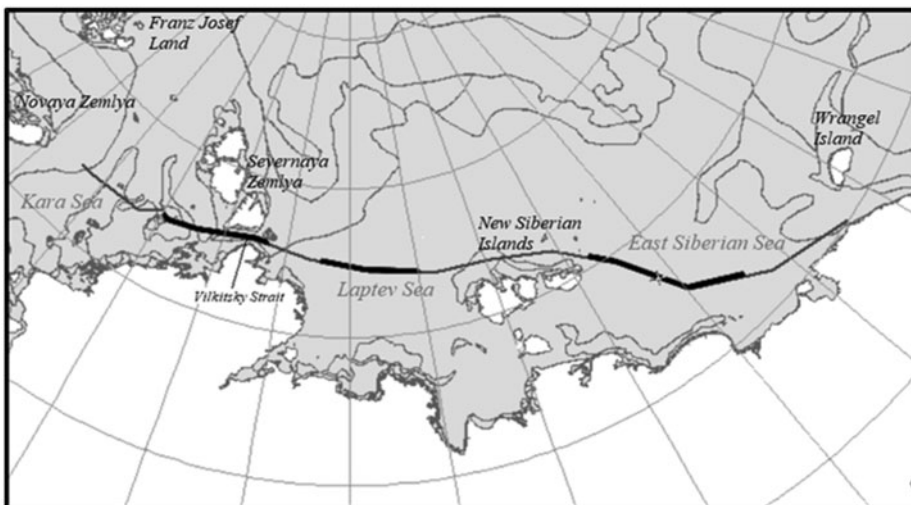 Franz Josef
Land
Novaya Zemlya
Wrangel
Island
Severnaya
Zemlya
Kara Sea
New Siberian
Islands
East Siberian Sea
Vilkitsky Strait
Laptev Sea